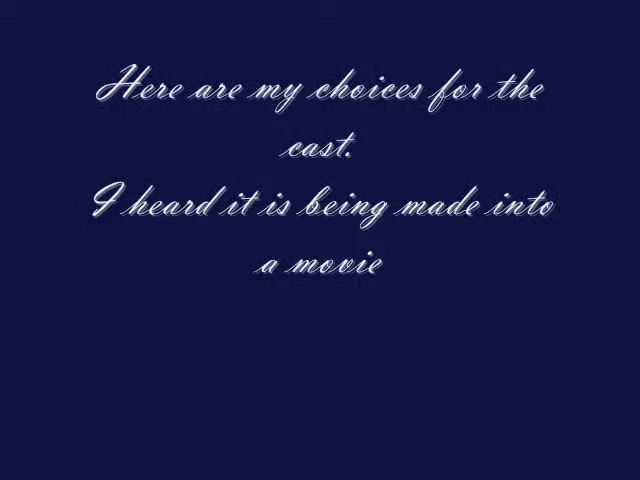 Here are my choices for the
cast.
I heard it is being made into
a movie